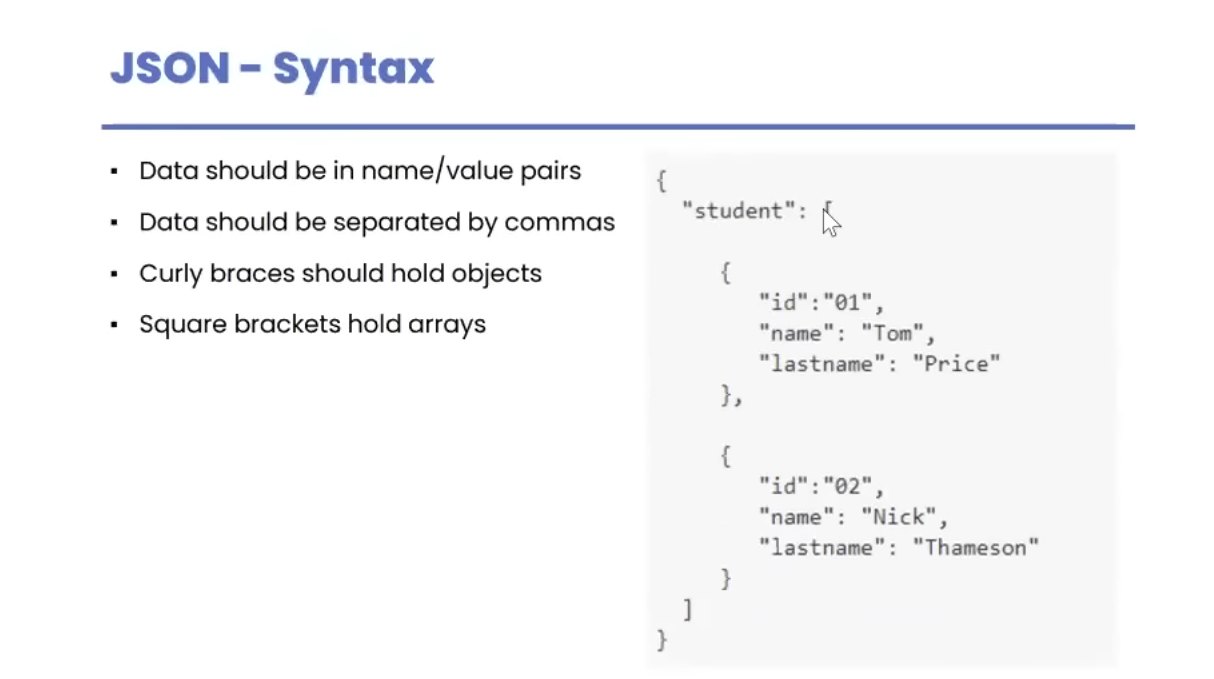 JSON - Syntax
▪ Data should be in name/value pairs
▪ Data should be separated by commas
▪ Curly braces should hold objects
▪ Square brackets hold arrays
{
"student": [
{
"id":"01",
"name": "Tom",
"lastname": "Price"
},
{
"id":"02",
"name": "Nick",
"lastname": "Thameson"
}
]
}